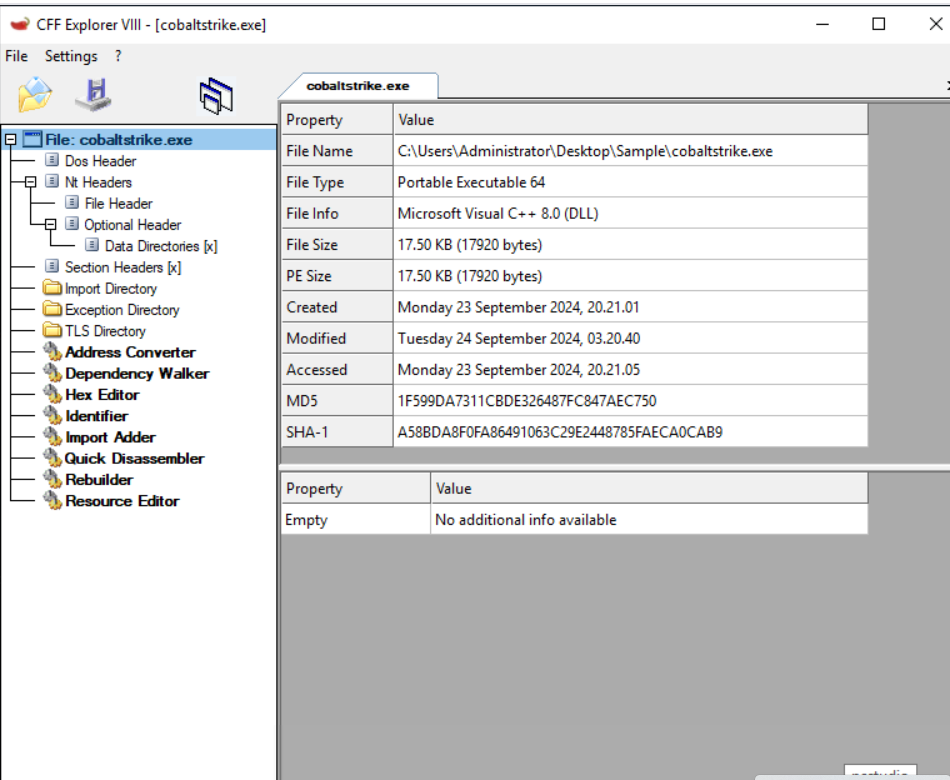 CFF Explorer VIII - [cobaltstrike.exe]
File Settings ?
cobaltstrike.exe
File: cobaltstrike.exe
Dos Header
Nt Headers
File Header
Optional Header
Data Directories [x]
Section Headers [x]
Import Directory
Exception Directory
TLS Directory
Address Converter
Dependency Walker
Hex Editor
Identifier
Import Adder
Quick Disassembler
Rebuilder
Resource Editor
Property Value
File Name C:\Users\Administrator\Desktop\Sample\cobaltstrike.exe
File Type Portable Executable 64
File Info Microsoft Visual C++ 8.0 (DLL)
File Size 17.50 KB (17920 bytes)
PE Size 17.50 KB (17920 bytes)
Created Monday 23 September 2024, 20.21.01
Modified Tuesday 24 September 2024, 03.20.40
Accessed Monday 23 September 2024, 20.21.05
MD5 1F599DA7311CBDE326487FC847AEC750
SHA-1 A58BDA8F0FA86491063C29E2448785FAECA0CAB9
Property Value
Empty No additional info available